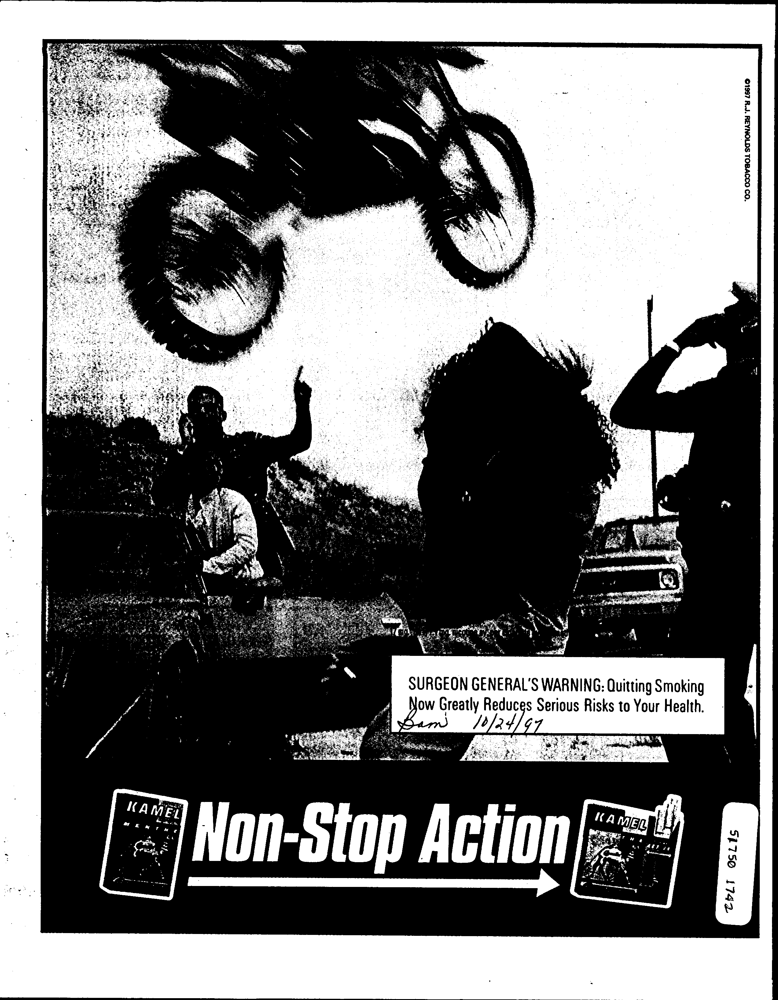 ©1997 R.J. REYNOLDS TOBACCO CO.
SURGEON GENERAL'S WARNING: Quitting Smoking
Now Greatly Reduces Serious Risks to Your Health.
10/24/97
KAMEL
MENTHE
Non-Stop Action
KAMEL
51750 1742